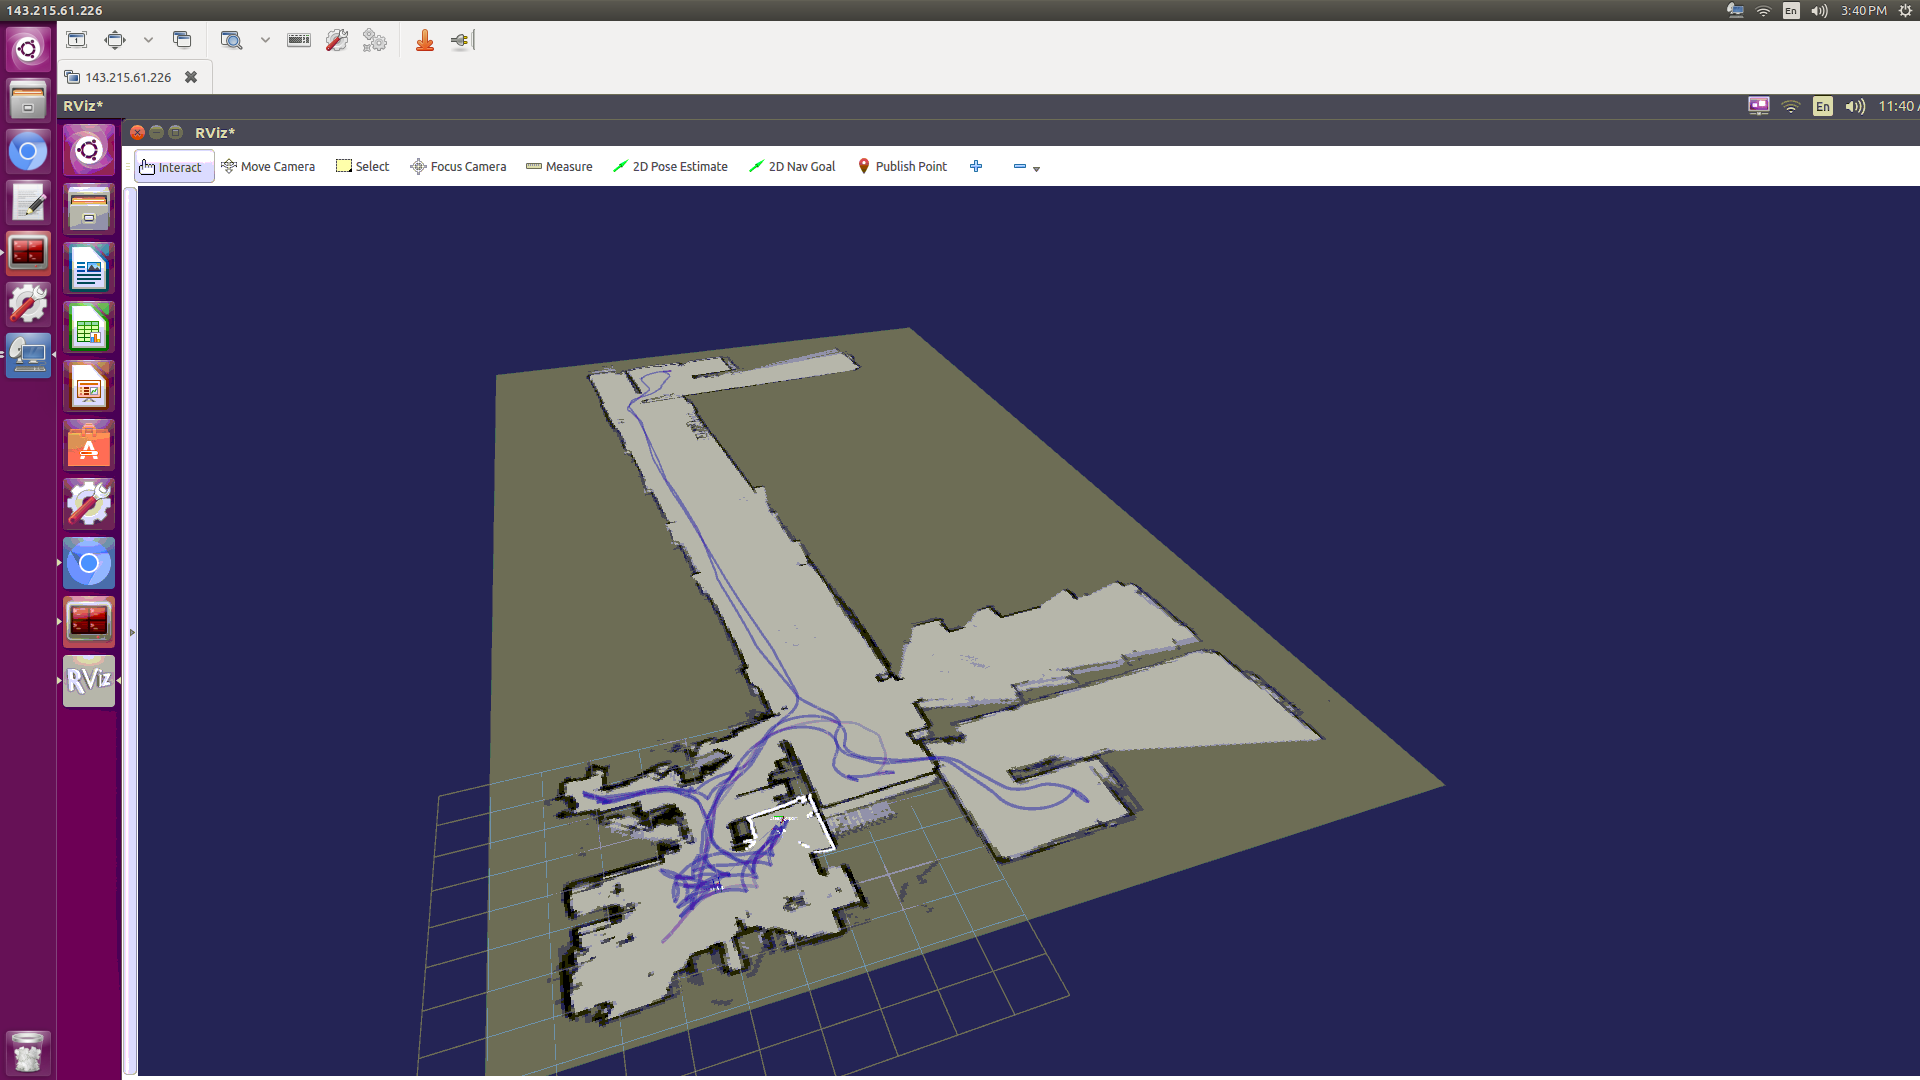 143.215.61.226
En
3:40 PM
143.215.61.226
RViz*
En
11:40
RViz*
Interact
Move Camera
Select
Focus Camera
Measure
2D Pose Estimate
2D Nav Goal
Publish Point
RViz